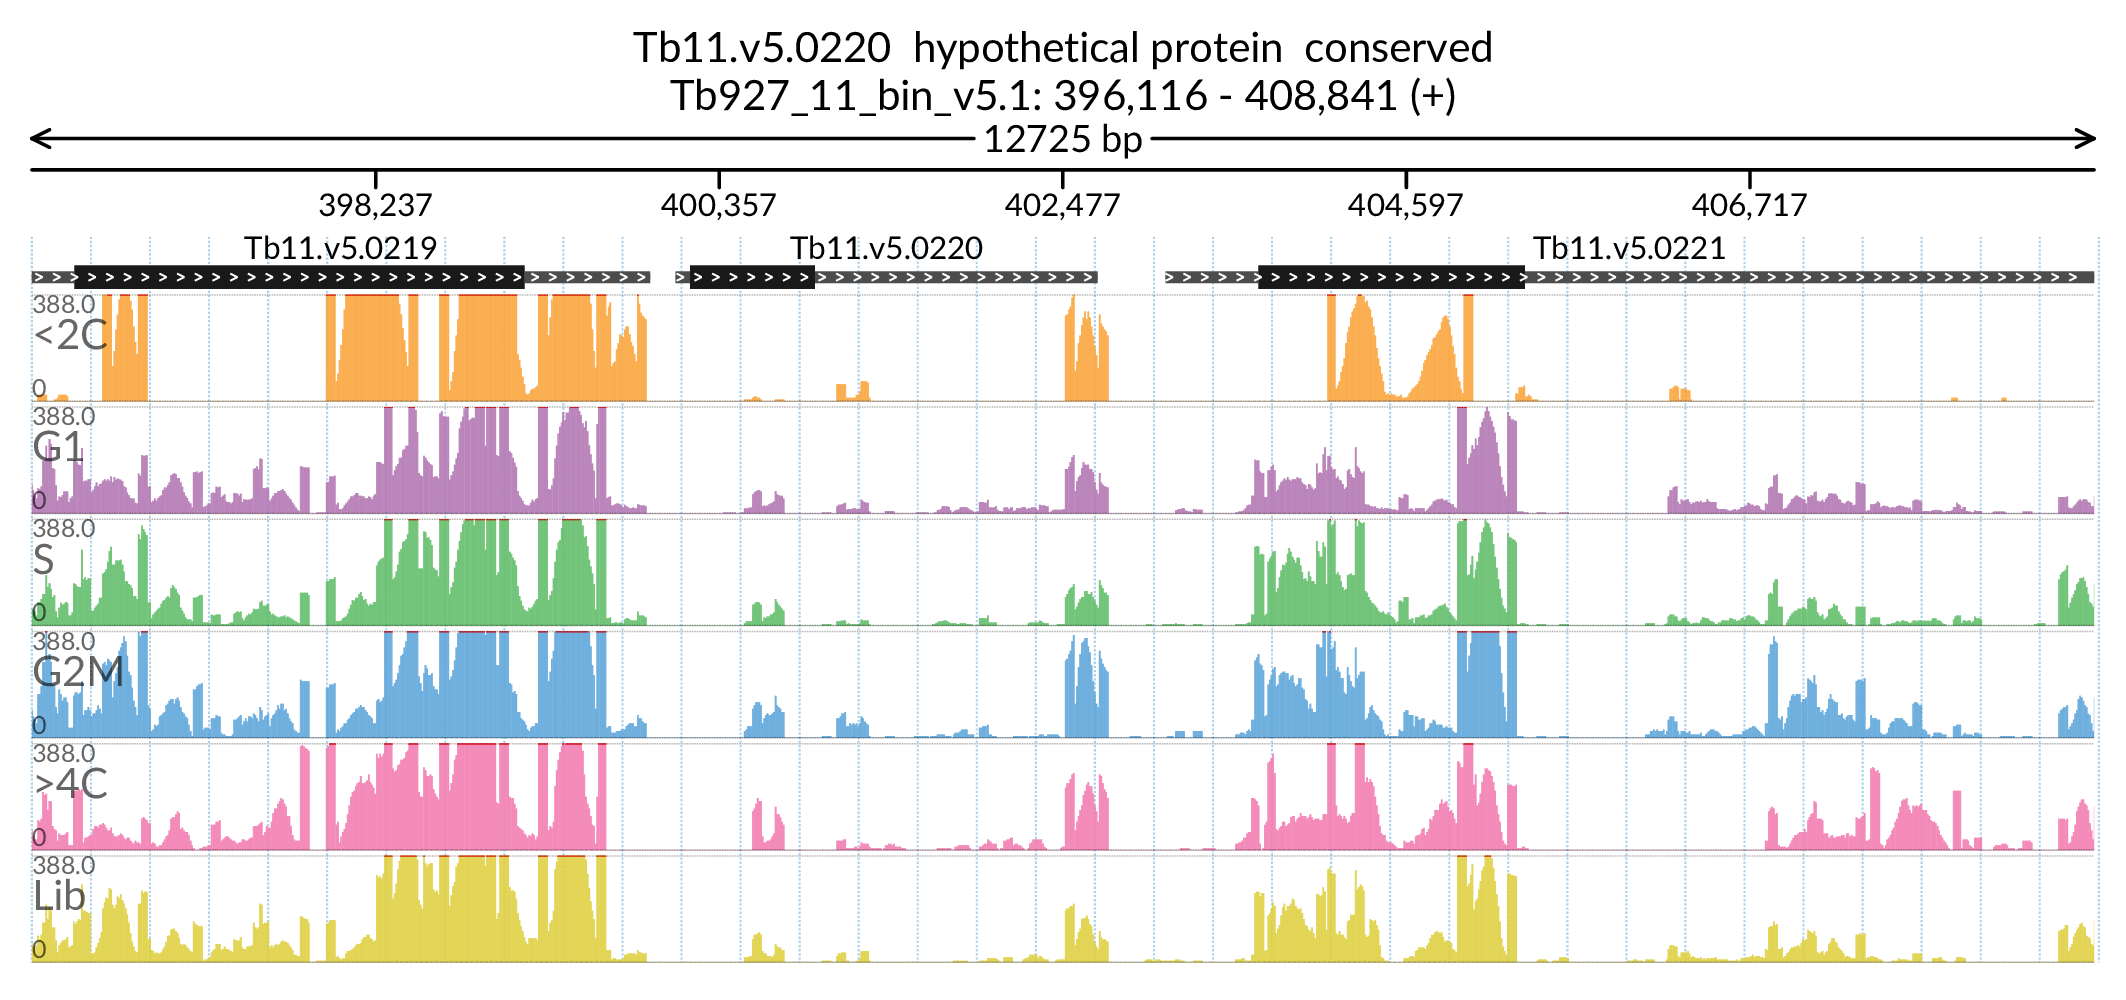 Tb11.v5.0220 hypothetical protein conserved
Tb927_11_bin_v5.1: 396,116 - 408,841 (+)
12725 bp
398,237 400,357 402,477 404,597 406,717
Tb11.v5.0219 Tb11.v5.0220 Tb11.v5.0221
388.0
<2C
0
388.0
G1
0
388.0
S
0
388.0
G2M
0
388.0
>4C
0
388.0
Lib
0